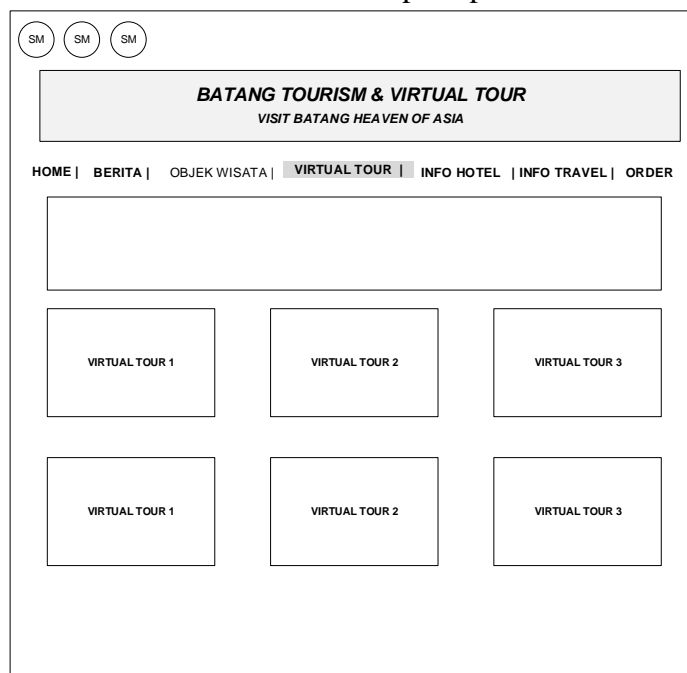 SM SM SM
BATANG TOURISM & VIRTUAL TOUR
VISIT BATANG HEAVEN OF ASIA
HOME | BERITA | OBJEK WISATA | VIRTUAL TOUR | INFO HOTEL | INFO TRAVEL | ORDER
VIRTUAL TOUR 1 VIRTUAL TOUR 2 VIRTUAL TOUR 3
VIRTUAL TOUR 1 VIRTUAL TOUR 2 VIRTUAL TOUR 3